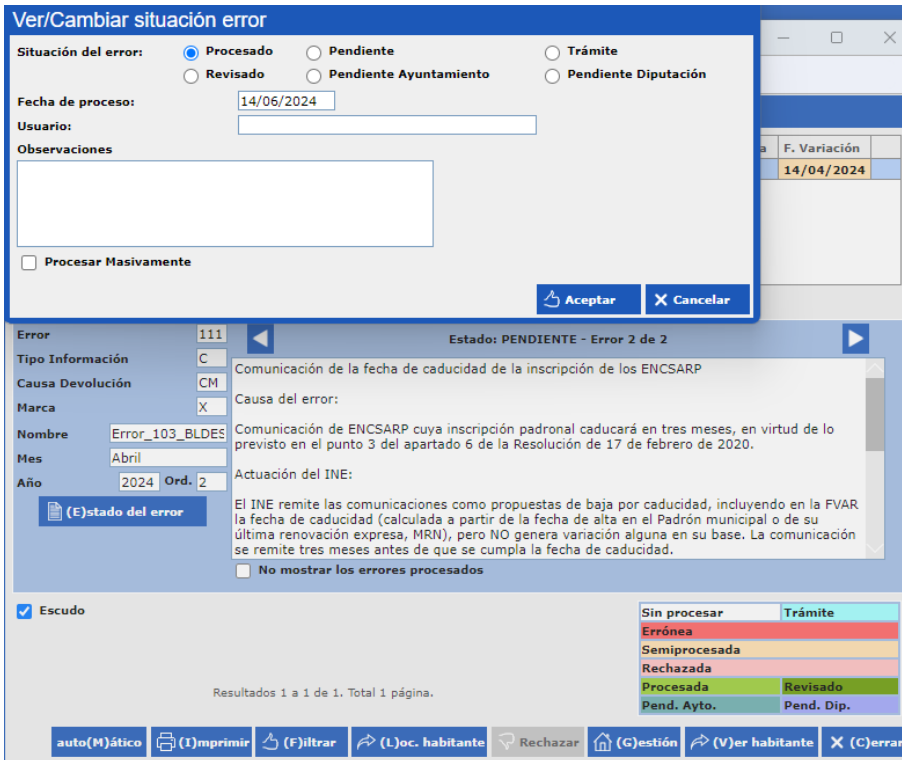 Ver/Cambiar situación error
Situación del error: Procesado Pendiente Trámite
Revisado Pendiente Ayuntamiento Pendiente Diputación
Fecha de proceso: 14/06/2024
Usuario:
Observaciones
Procesar Masivamente
Aceptar Cancelar
a F. Variación
14/04/2024
Error 111
Tipo Información C
Causa Devolución CM
Marca X
Nombre Error_103_BLDES
Mes Abril
Año 2024 Ord. 2
(E)stado del error
Estado: PENDIENTE - Error 2 de 2
Comunicación de la fecha de caducidad de la inscripción de los ENCSARP
Causa del error:
Comunicación de ENCSARP cuya inscripción padronal caducará en tres meses, en virtud de lo
previsto en el punto 3 del apartado 6 de la Resolución de 17 de febrero de 2020.
Actuación del INE:
El INE remite las comunicaciones como propuestas de baja por caducidad, incluyendo en la FVAR
la fecha de caducidad (calculada a partir de la fecha de alta en el Padrón municipal o de su
última renovación expresa, MRN), pero NO genera variación alguna en su base. La comunicación
se remite tres meses antes de que se cumpla la fecha de caducidad.
No mostrar los errores procesados
Escudo
Sin procesar Trámite
Errónea
Semiprocesada
Rechazada
Procesada Revisado
Pend. Ayto. Pend. Dip.
Resultados 1 a 1 de 1. Total 1 página.
auto(M)ático (I)mprimir (F)iltrar (L)oc. habitante Rechazar (G)estión (V)er habitante (C)errar